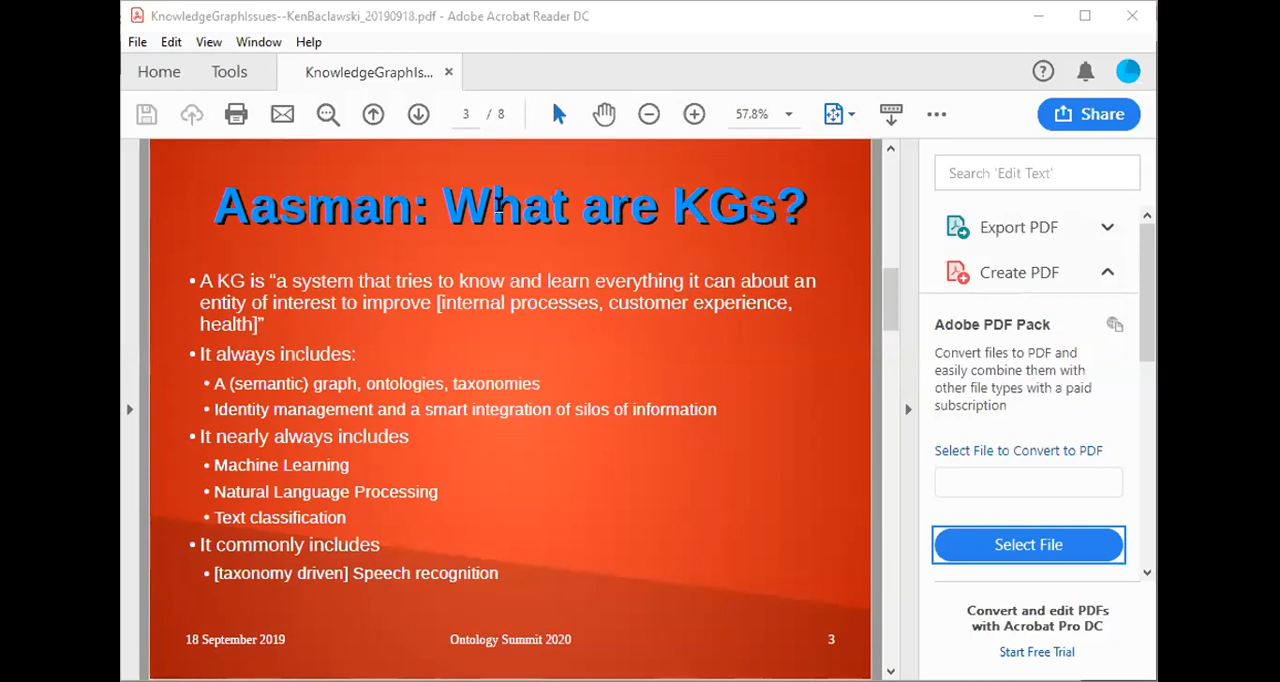 KnowledgeGraphIssues--KenBaclawski_20190918.pdf - Adobe Acrobat Reader DC
File Edit View Window Help
Home Tools KnowledgeGraphIs... ×
3 / 8 57.8% Share
Aasman: What are KGs?
• A KG is “a system that tries to know and learn everything it can about an
entity of interest to improve [internal processes, customer experience,
health]”
• It always includes:
• A (semantic) graph, ontologies, taxonomies
• Identity management and a smart integration of silos of information
• It nearly always includes
• Machine Learning
• Natural Language Processing
• Text classification
• It commonly includes
• [taxonomy driven] Speech recognition
18 September 2019 Ontology Summit 2020 3
Search 'Edit Text'
Export PDF
Create PDF
Adobe PDF Pack
Convert files to PDF and
easily combine them with
other file types with a paid
subscription
Select File to Convert to PDF
Select File
Convert and edit PDFs
with Acrobat Pro DC
Start Free Trial